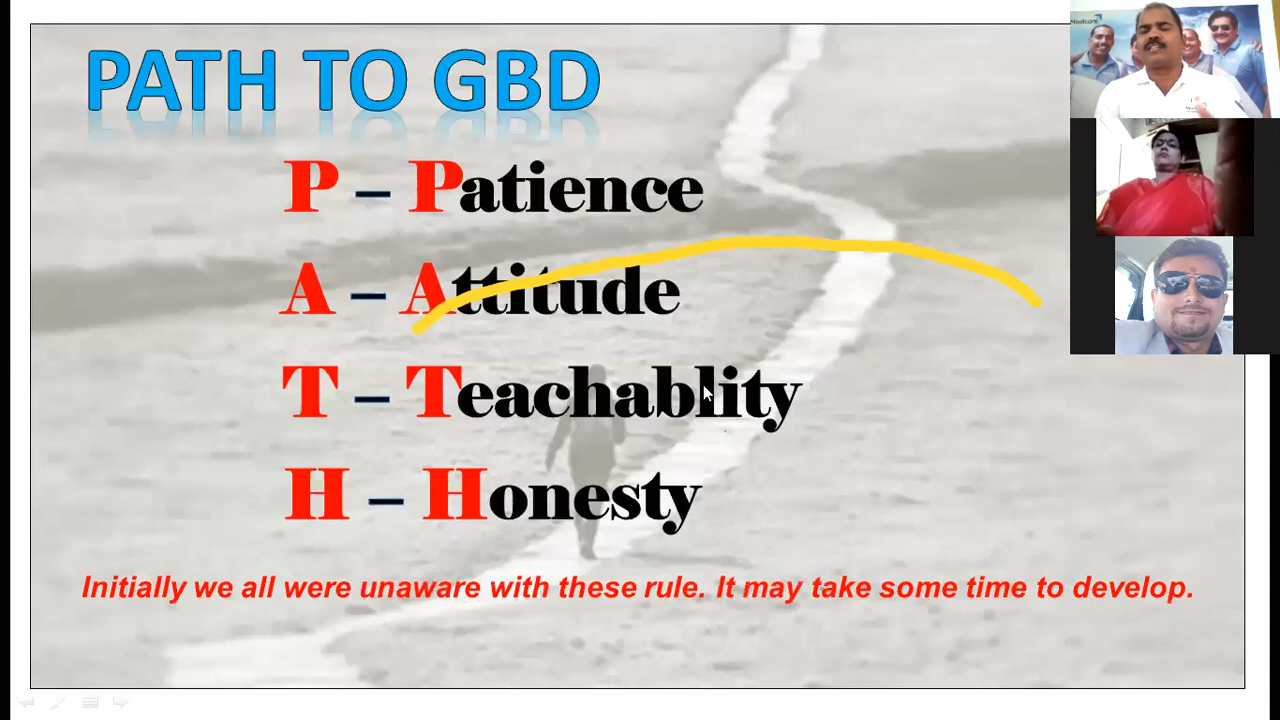 PATH TO GBD
P – Patience
A – Attitude
T – Teachablity
H – Honesty
Initially we all were unaware with these rule. It may take some time to develop.
Modicare